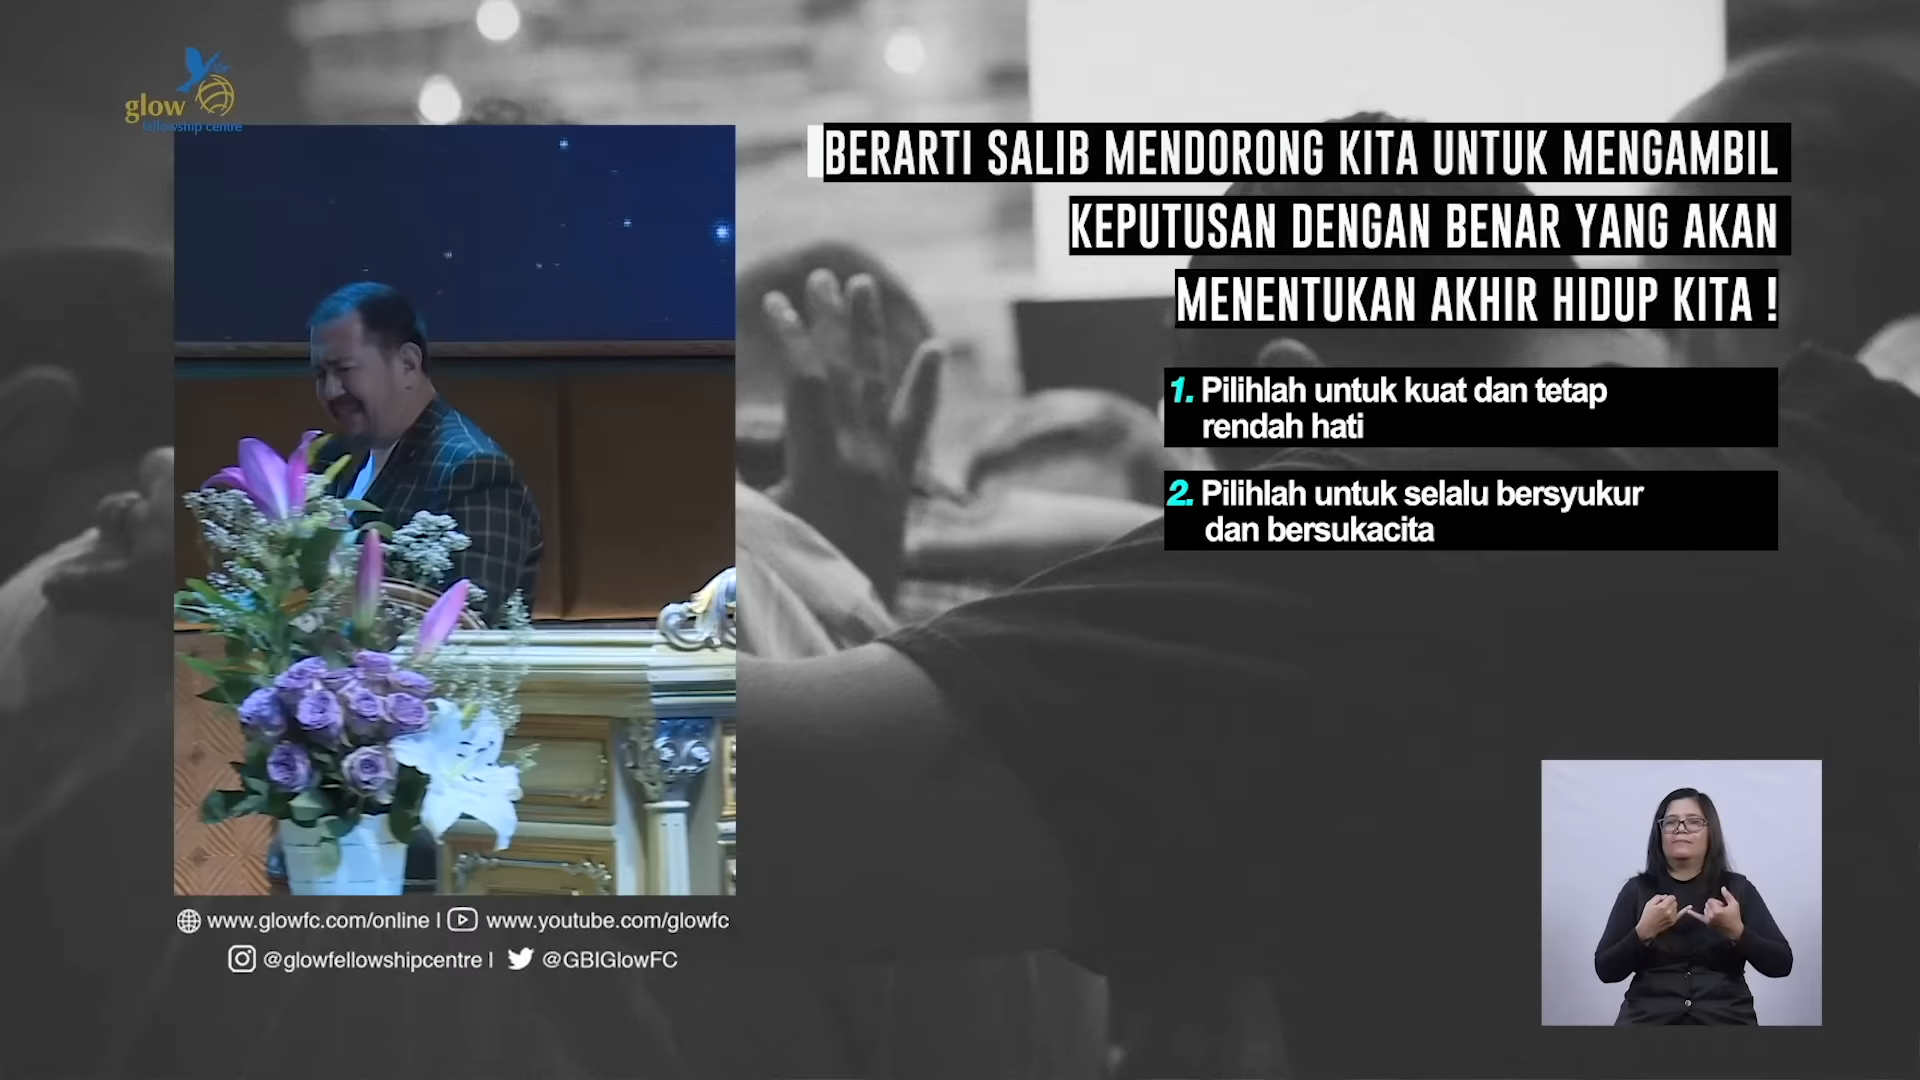 glow
fellowship centre
BERARTI SALIB MENDORONG KITA UNTUK MENGAMBIL
KEPUTUSAN DENGAN BENAR YANG AKAN
MENENTUKAN AKHIR HIDUP KITA !
1. Pilihlah untuk kuat dan tetap
rendah hati
2. Pilihlah untuk selalu bersyukur
dan bersukacita
www.glowfc.com/online | www.youtube.com/glowfc
@glowfellowshipcentre | @GBIGlowFC